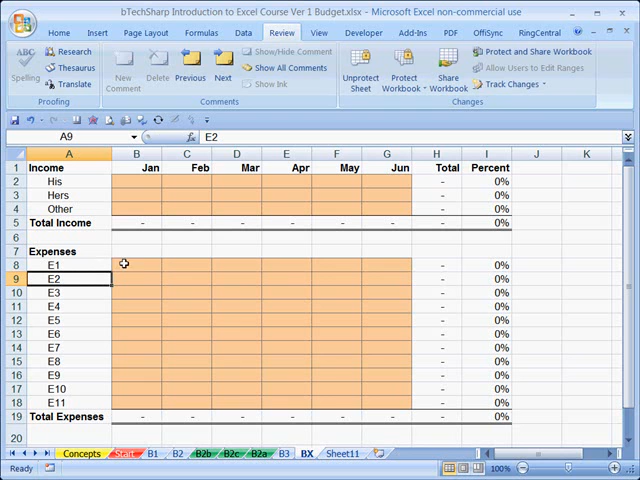 bTechSharp Introduction to Excel Course Ver 1 Budget.xlsx - Microsoft Excel non-commercial use
Home Insert Page Layout Formulas Data Review View Developer Add-Ins PDF OffiSync RingCentral
ABC
Spelling
Research
Thesaurus
Translate
Proofing
New Comment
Delete
Previous
Next
Show/Hide Comment
Show All Comments
Show Ink
Comments
Unprotect Sheet
Protect Workbook
Share Workbook
Protect and Share Workbook
Allow Users to Edit Ranges
Track Changes
Changes
A9 fx E2
A B C D E F G H I J K
1 Income Jan Feb Mar Apr May Jun Total Percent
2 His - 0%
3 Hers - 0%
4 Other - 0%
5 Total Income - - - - - - - 0%
6
7 Expenses
8 E1 - 0%
9 E2 - 0%
10 E3 - 0%
11 E4 - 0%
12 E5 - 0%
13 E6 - 0%
14 E7 - 0%
15 E8 - 0%
16 E9 - 0%
17 E10 - 0%
18 E11 - 0%
19 Total Expenses - - - - - - - 0%
20
Concepts Start B1 B2 B2b B2c B2a B3 BX Sheet11
Ready 100%